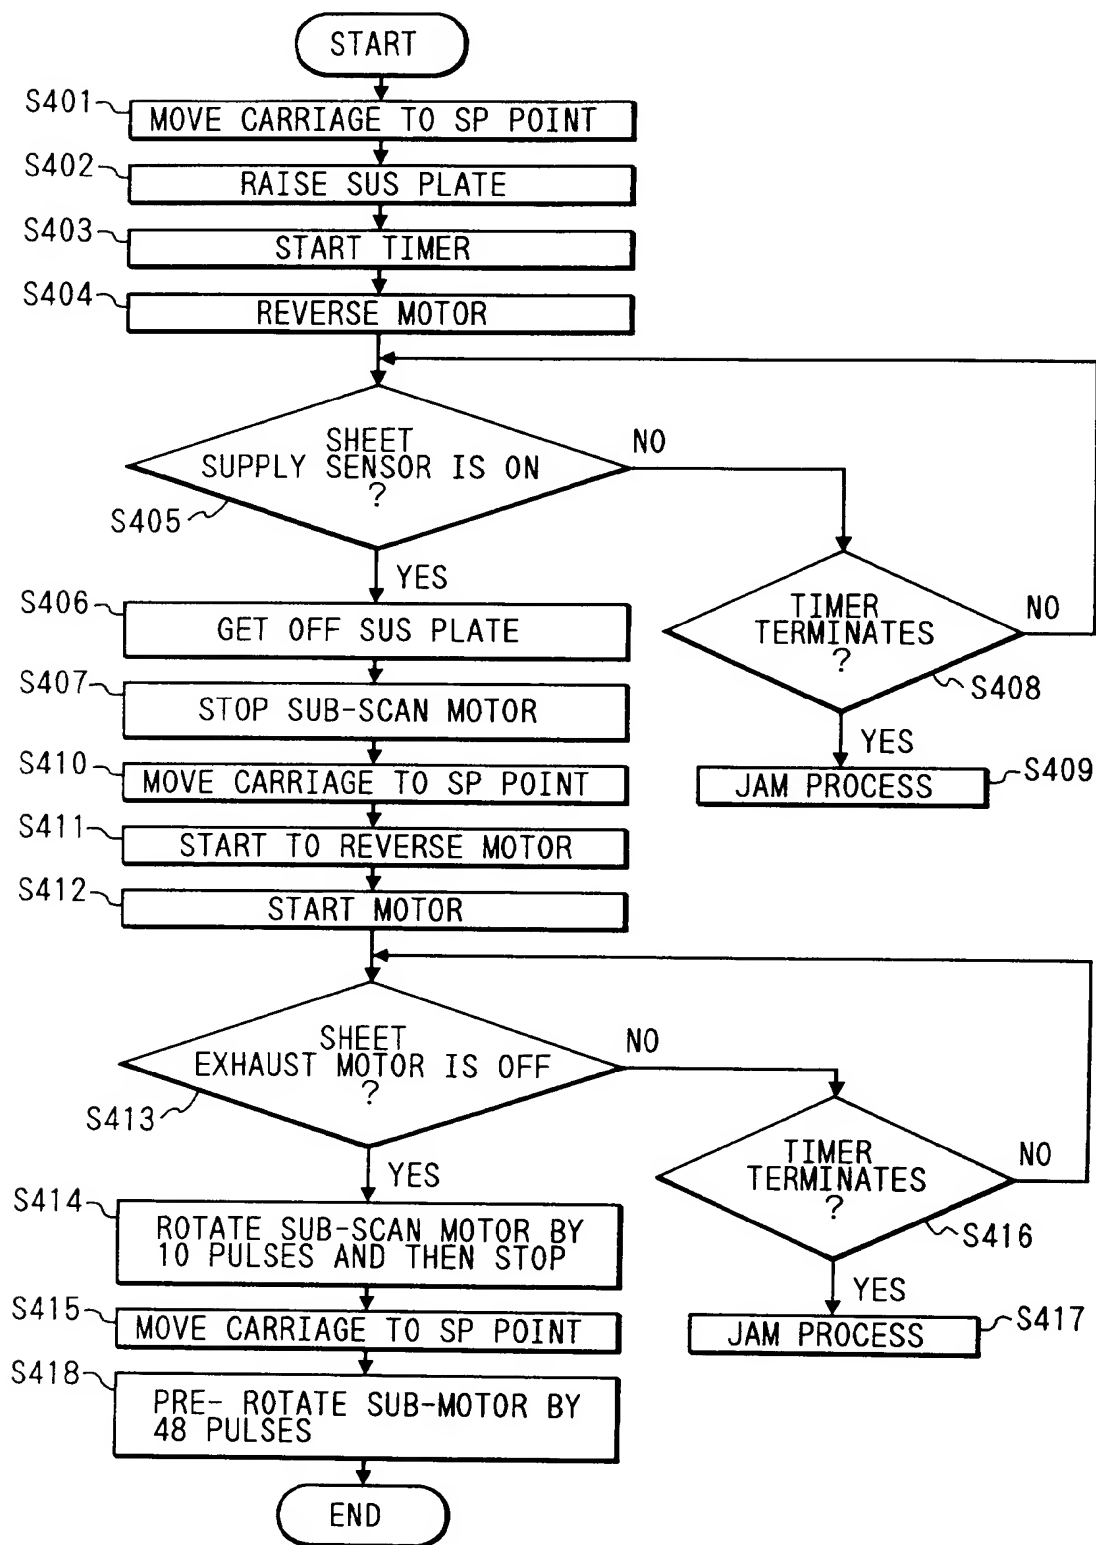 START
S401
MOVE CARRIAGE TO SP POINT
S402
RAISE SUS PLATE
S403
START TIMER
S404
REVERSE MOTOR
SHEET
SUPPLY SENSOR IS ON
?
NO
S405
YES
TIMER
TERMINATES
?
NO
S408
YES
JAM PROCESS
S409
S406
GET OFF SUS PLATE
S407
STOP SUB-SCAN MOTOR
S410
MOVE CARRIAGE TO SP POINT
S411
START TO REVERSE MOTOR
S412
START MOTOR
SHEET
EXHAUST MOTOR IS OFF
?
NO
S413
YES
TIMER
TERMINATES
?
NO
S416
YES
JAM PROCESS
S417
S414
ROTATE SUB-SCAN MOTOR BY
10 PULSES AND THEN STOP
S415
MOVE CARRIAGE TO SP POINT
S418
PRE- ROTATE SUB-MOTOR BY
48 PULSES
END